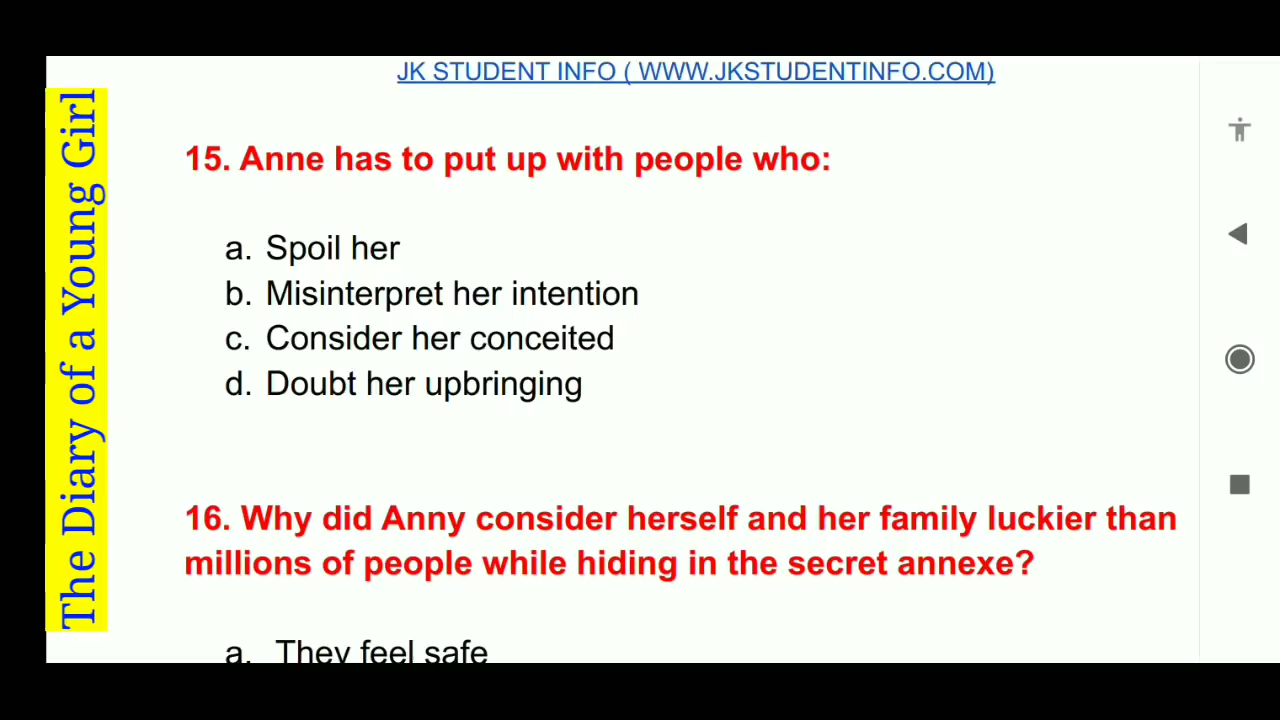 JK STUDENT INFO ( WWW.JKSTUDENTINFO.COM)
The Diary of a Young Girl
15. Anne has to put up with people who:
a. Spoil her
b. Misinterpret her intention
c. Consider her conceited
d. Doubt her upbringing
16. Why did Anny consider herself and her family luckier than
millions of people while hiding in the secret annexe?
a. They feel safe